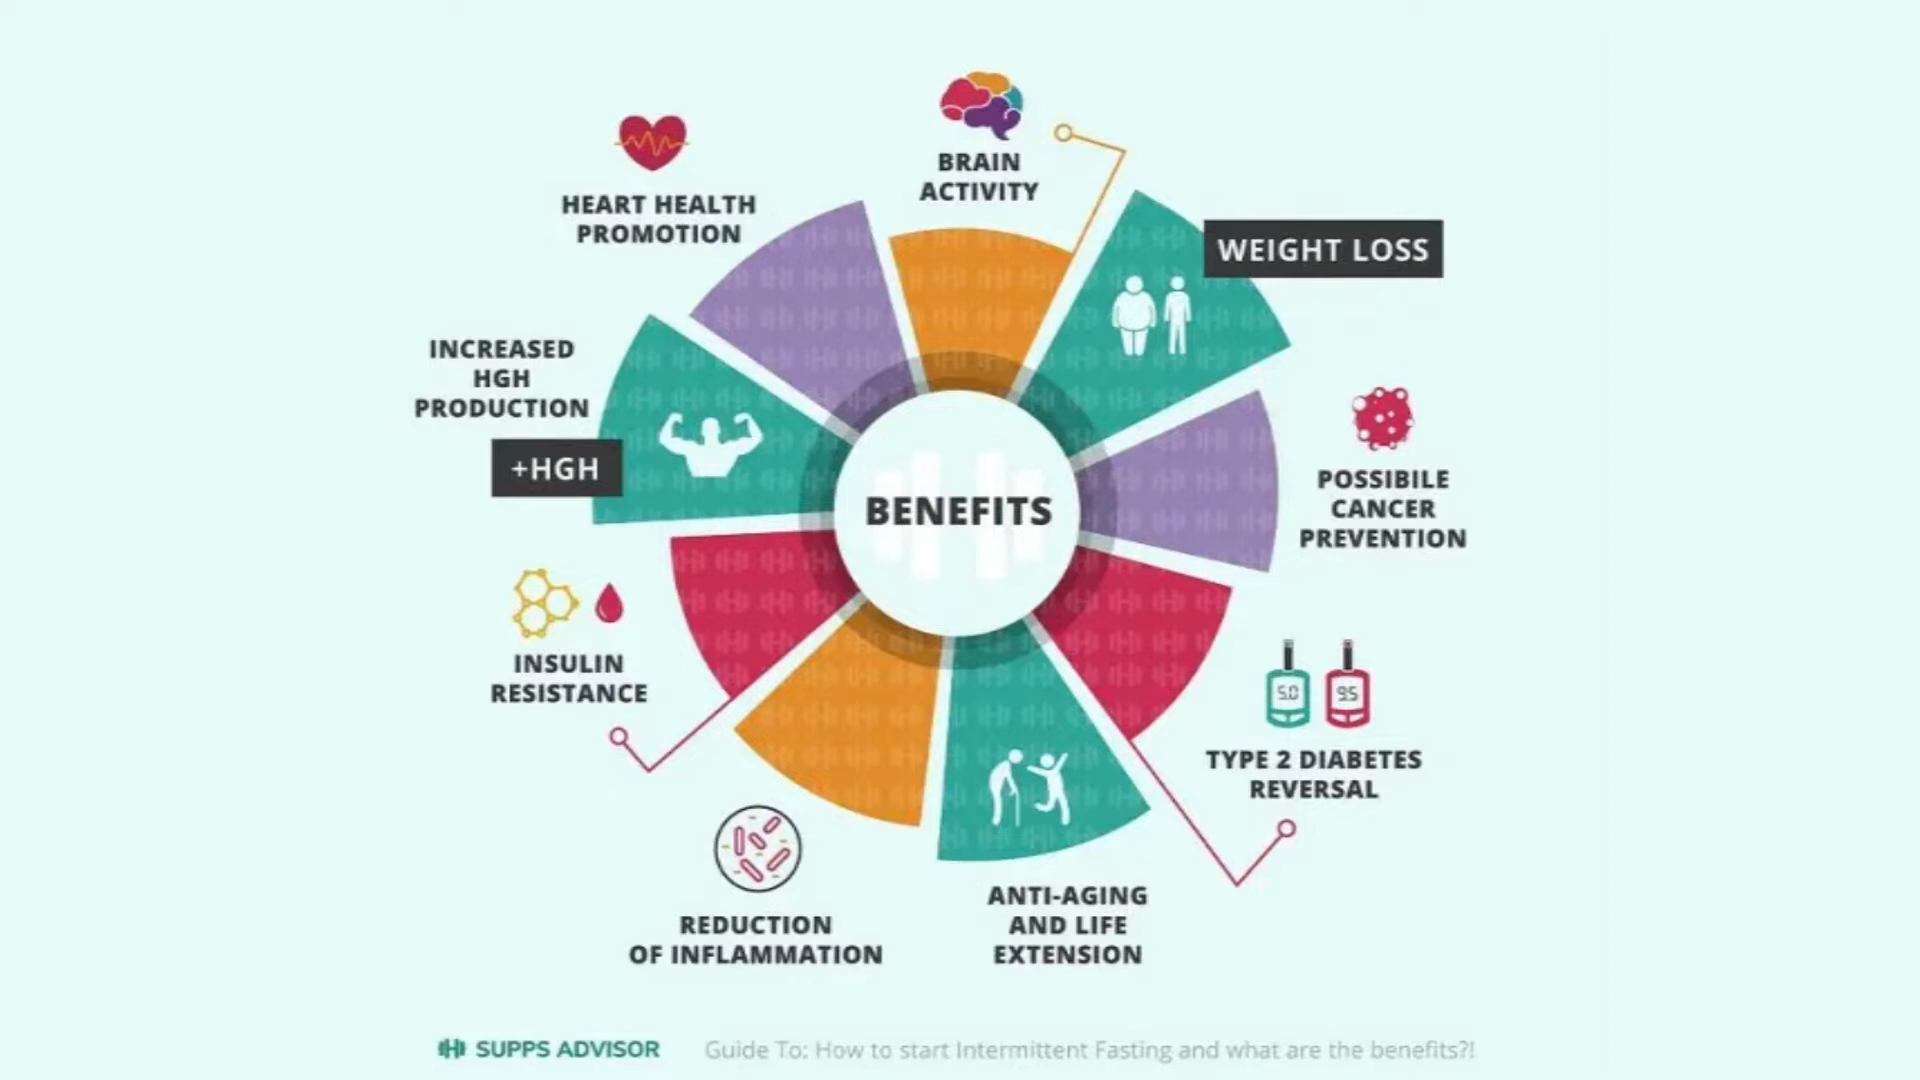 BRAIN
ACTIVITY
WEIGHT LOSS
POSSIBILE
CANCER
PREVENTION
5.0
9.5
TYPE 2 DIABETES
REVERSAL
ANTI-AGING
AND LIFE
EXTENSION
REDUCTION
OF INFLAMMATION
INSULIN
RESISTANCE
INCREASED
HGH
PRODUCTION
+HGH
HEART HEALTH
PROMOTION
BENEFITS
SUPPS ADVISOR
Guide To: How to start Intermittent Fasting and what are the benefits?!